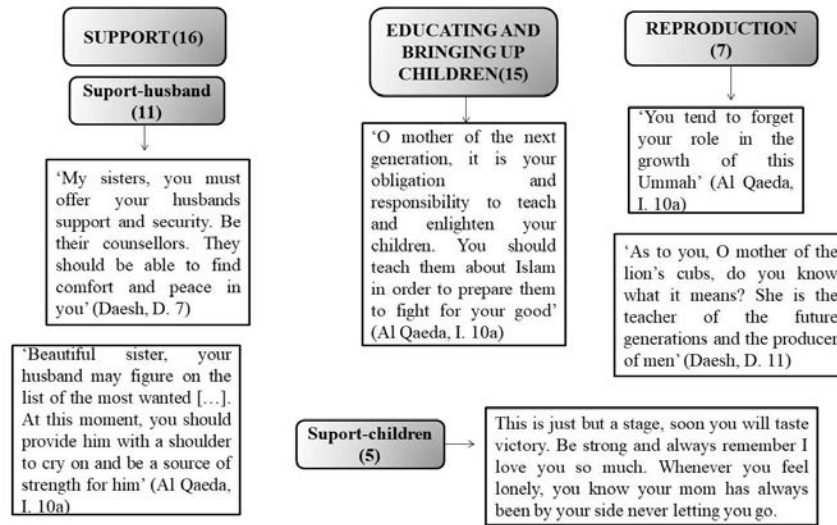 SUPPORT (16)
Suport-husband
(11)
'My sisters, you must
offer your husbands
support and security. Be
their counsellors. They
should be able to find
comfort and peace in
you' (Daesh, D. 7)
'Beautiful sister, your
husband may figure on the
list of the most wanted [...].
At this moment, you should
provide him with a shoulder
to cry on and be a source of
strength for him' (Al Qaeda,
I. 10a)
EDUCATING AND
BRINGING UP
CHILDREN(15)
'O mother of the next
generation, it is your
obligation and
responsibility to teach
and enlighten your
children. You should
teach them about Islam
in order to prepare them
to fight for your good'
(Al Qaeda, I. 10a)
REPRODUCTION
(7)
'You tend to forget
your role in the
growth of this
Ummah' (Al Qaeda,
I. 10a)
'As to you, O mother of the
lion's cubs, do you know
what it means? She is the
teacher of the future
generations and the producer
of men' (Daesh, D. 11)
Suport-children
(5)
This is just but a stage, soon you will taste
victory. Be strong and always remember I
love you so much. Whenever you feel
lonely, you know your mom has always
been by your side never letting you go.